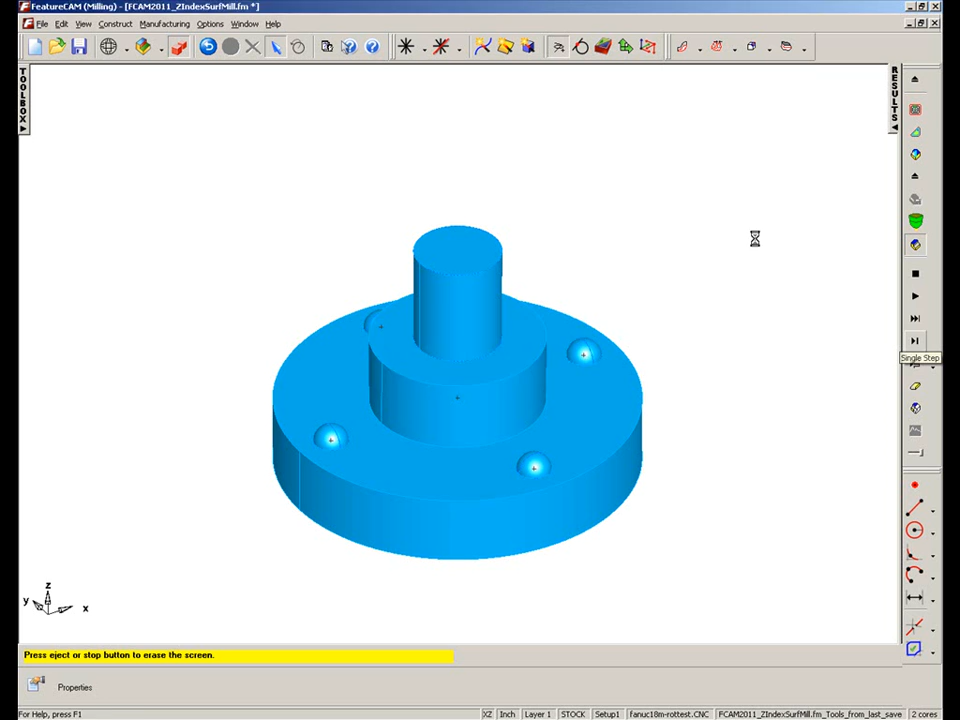 FeatureCAM (Milling) - [FCAM2011_ZIndexSurfMill.fm *]
File Edit View Construct Manufacturing Options Window Help
TOOLBOX
RESULTS
Single Step
z
y
x
Press eject or stop button to erase the screen.
Properties
For Help, press F1 XZ Inch Layer 1 STOCK Setup1 fanuc18m-rottest.CNC FCAM2011_ZIndexSurfMill.fm_Tools_from_last_save 2 cores